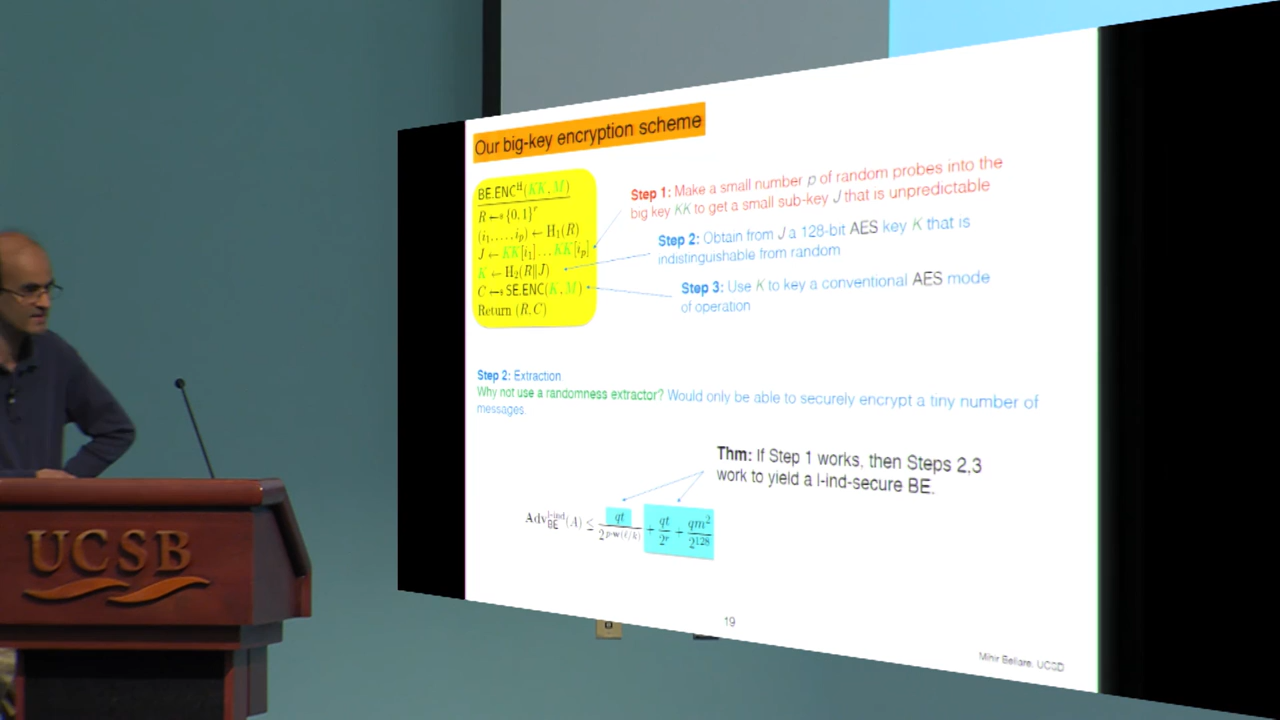 Our big-key encryption scheme
BE.ENC^H(KK, M)
R ←$ {0,1}^r
(i_1, …, i_p) ← H_1(R)
J ← KK[i_1] … KK[i_p]
K ← H_2(R‖J)
C ←$ SE.ENC(K, M)
Return (R, C)
Step 1: Make a small number p of random probes into the
big key KK to get a small sub-key J that is unpredictable
Step 2: Obtain from J a 128-bit AES key K that is
indistinguishable from random
Step 3: Use K to key a conventional AES mode
of operation
Step 2: Extraction
Why not use a randomness extractor? Would only be able to securely encrypt a tiny number of
messages.
Thm: If Step 1 works, then Steps 2,3
work to yield a l-ind-secure BE.
Adv^{l-ind}_{BE}(A) ≤ qt / 2^{p·w(ℓ/k)} + qt / 2^r + qm^2 / 2^{128}
19
Mihir Bellare, UCSD
UCSB